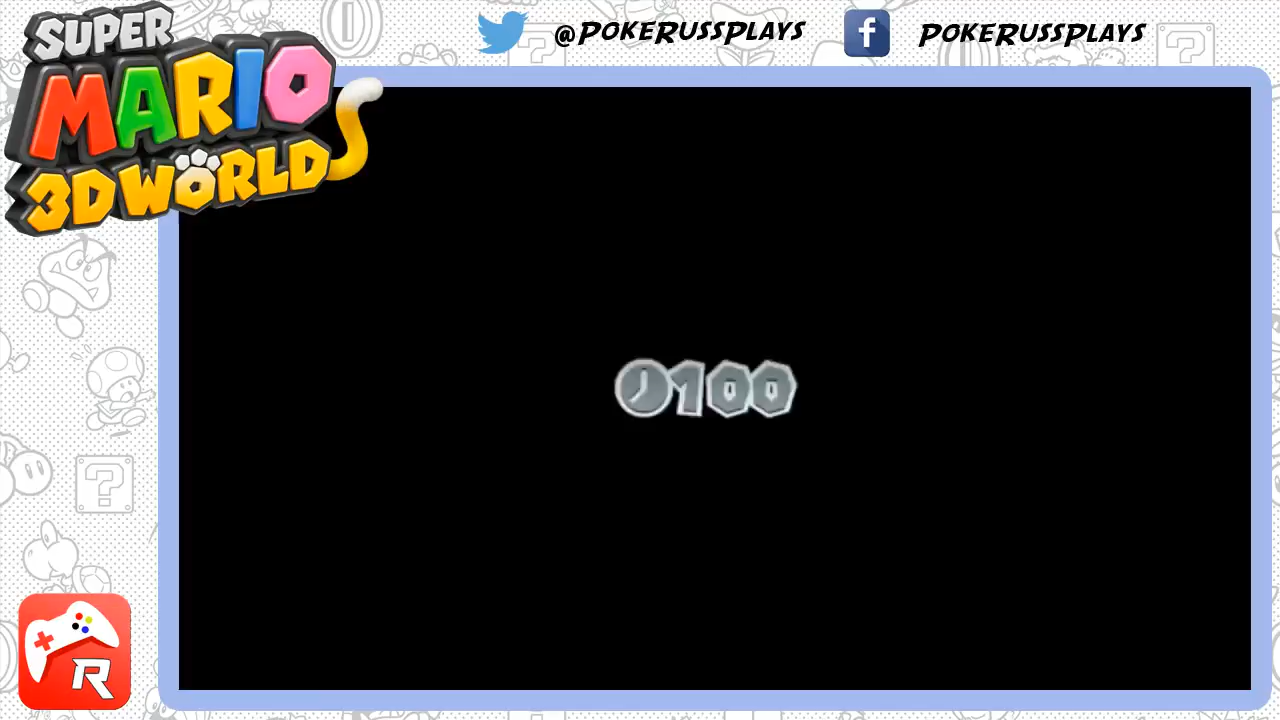 SUPER
MARIO
3D WORLD
@POKERUSSPLAYS
f POKERUSSPLAYS
100
R